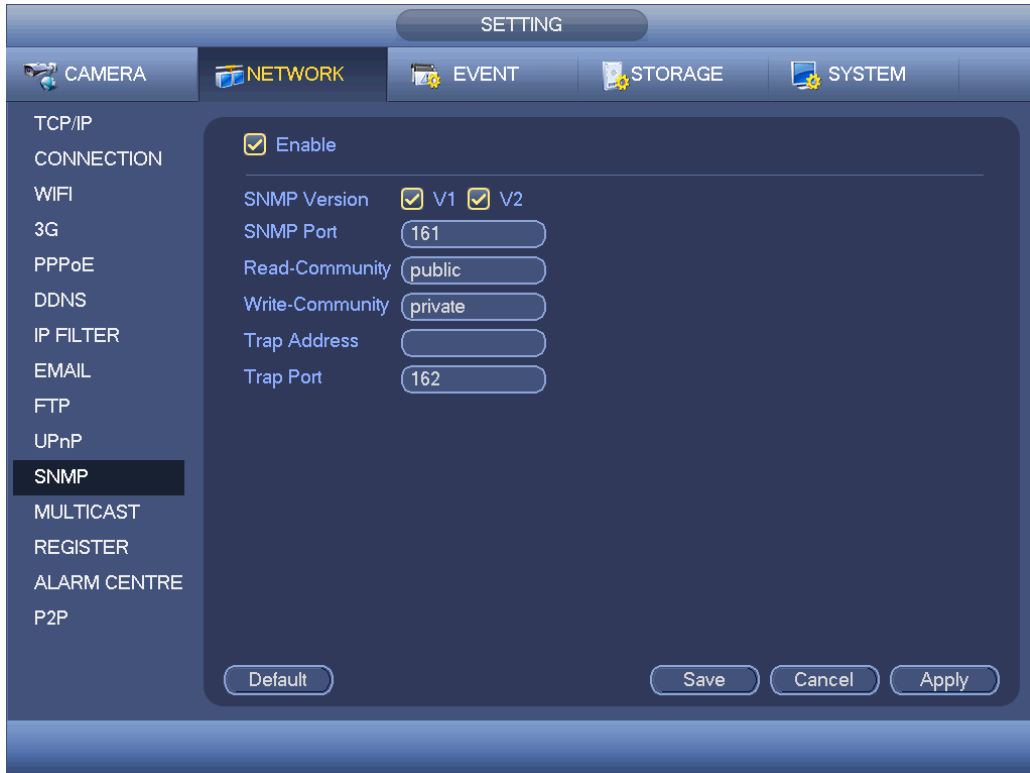 SETTING
CAMERA NETWORK EVENT STORAGE SYSTEM
TCP/IP
CONNECTION
WIFI
3G
PPPoE
DDNS
IP FILTER
EMAIL
FTP
UPnP
SNMP
MULTICAST
REGISTER
ALARM CENTRE
P2P
Enable
SNMP Version V1 V2
SNMP Port 161
Read-Community public
Write-Community private
Trap Address
Trap Port 162
Default Save Cancel Apply